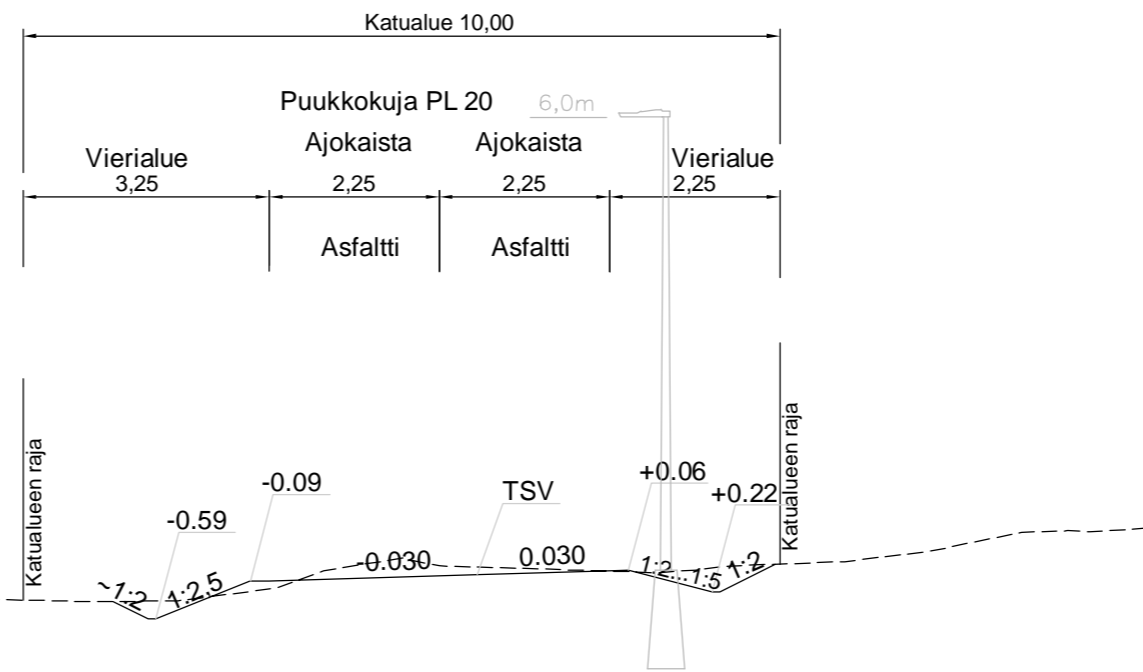 Katualue 10,00
Puukkokuja PL 20
6,0m
Vierialue
3,25
Ajokaista
2,25
Ajokaista
2,25
Vierialue
2,25
Asfaltti
Asfaltti
Katualueen raja
Katualueen raja
-0.59
-0.09
TSV
+0.06
+0.22
~1:2
1:2,5
-0.030
0.030
1:2...1:5
1:2